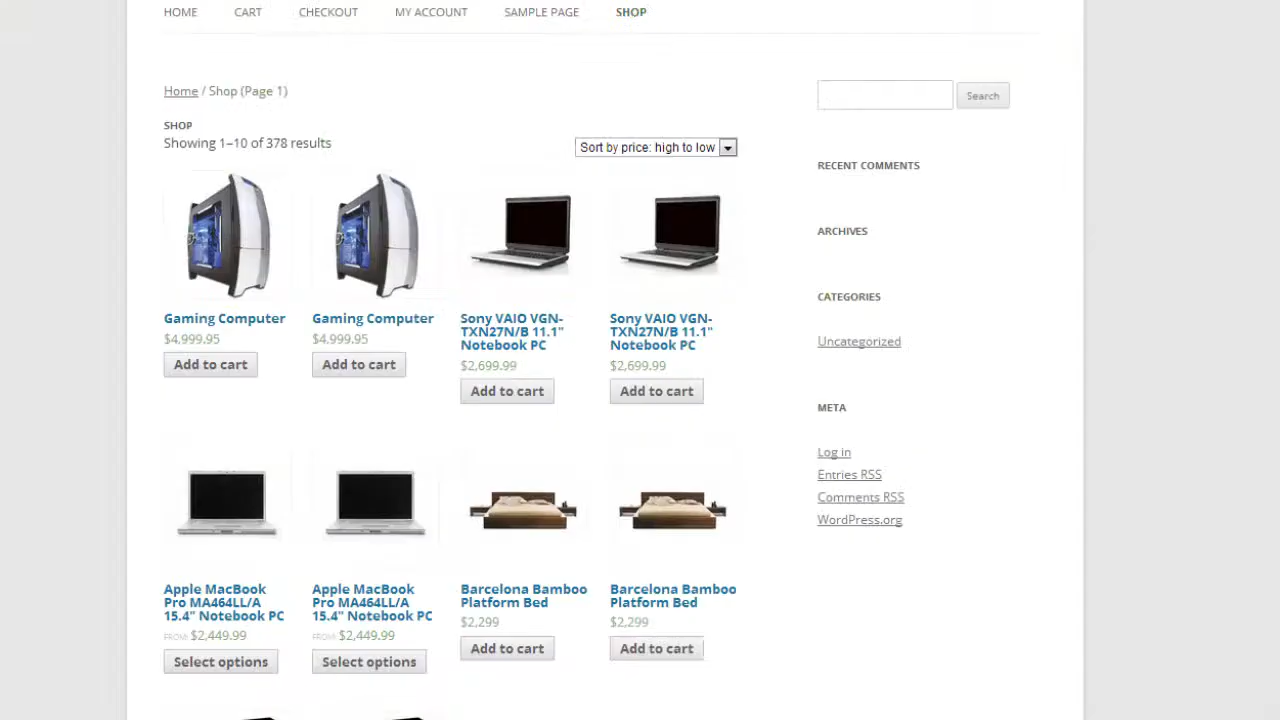 HOME CART CHECKOUT MY ACCOUNT SAMPLE PAGE SHOP
Home / Shop (Page 1)
Search
SHOP
Showing 1–10 of 378 results
Sort by price: high to low
Gaming Computer
$4,999.95
Add to cart
Gaming Computer
$4,999.95
Add to cart
Sony VAIO VGN-
TXN27N/B 11.1"
Notebook PC
$2,699.99
Add to cart
Sony VAIO VGN-
TXN27N/B 11.1"
Notebook PC
$2,699.99
Add to cart
Apple MacBook
Pro MA464LL/A
15.4" Notebook PC
FROM: $2,449.99
Select options
Apple MacBook
Pro MA464LL/A
15.4" Notebook PC
FROM: $2,449.99
Select options
Barcelona Bamboo
Platform Bed
$2,299
Add to cart
Barcelona Bamboo
Platform Bed
$2,299
Add to cart
RECENT COMMENTS
ARCHIVES
CATEGORIES
Uncategorized
META
Log in
Entries RSS
Comments RSS
WordPress.org